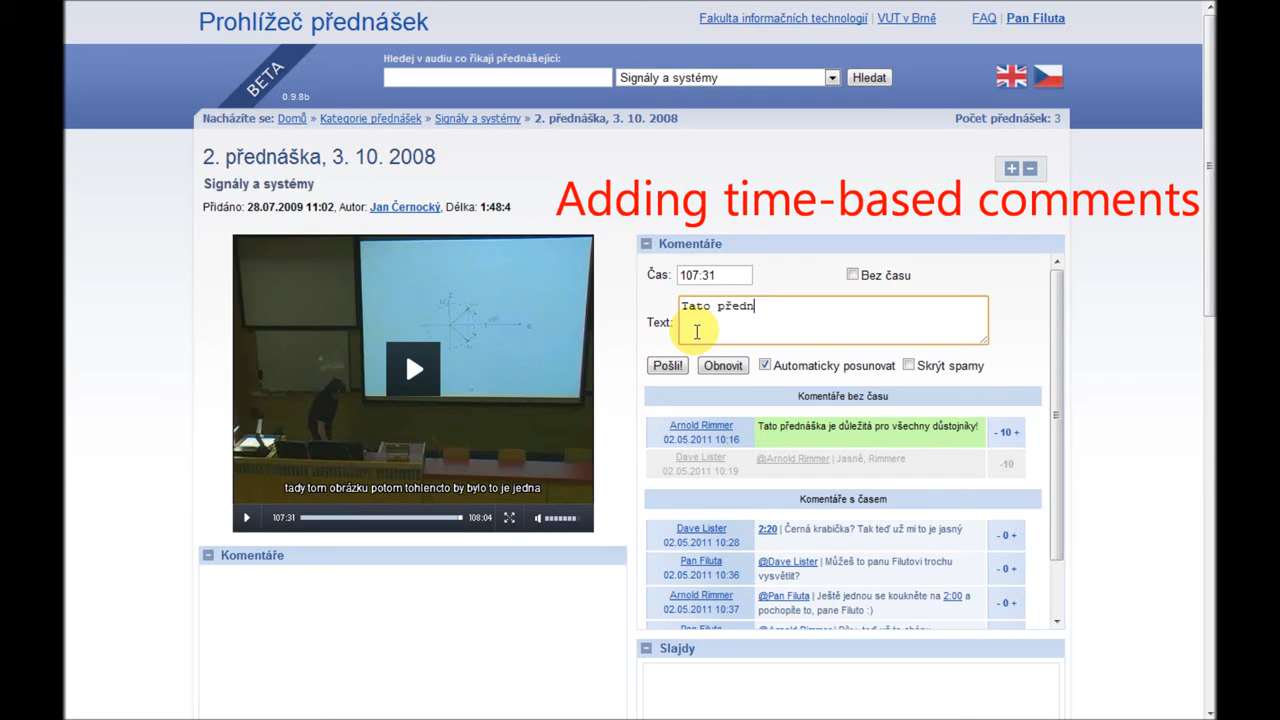 Prohlížeč přednášek
Fakulta informačních technologií | VUT v Brně
FAQ | Pan Filuta
BETA
0.9.8b
Hledej v audiu co říkají přednášející:
Signály a systémy
Hledat
Nacházíte se: Domů » Kategorie přednášek » Signály a systémy » 2. přednáška, 3. 10. 2008
Počet přednášek: 3
2. přednáška, 3. 10. 2008
Signály a systémy
Přidáno: 28.07.2009 11:02, Autor: Jan Černocký, Délka: 1:48:4
Adding time-based comments
tady tom obrázku potom tohlencto by bylo to je jedna
107:31
108:04
Komentáře
Komentáře
Čas: 107:31
Bez času
Text: Tato předn
Pošli! Obnovit Automaticky posunovat Skrýt spamy
Komentáře bez času
Arnold Rimmer
02.05.2011 10:16
Tato přednáška je důležitá pro všechny důstojníky!
- 10 +
Dave Lister
02.05.2011 10:19
@Arnold Rimmer | Jasně, Rimmere
-10
Komentáře s časem
Dave Lister
02.05.2011 10:28
2:20 | Černá krabička? Tak teď už mi to je jasný
- 0 +
Pan Filuta
02.05.2011 10:36
@Dave Lister | Můžeš to panu Filutovi trochu
vysvětlit?
- 0 +
Arnold Rimmer
02.05.2011 10:37
@Pan Filuta | Ještě jednou se koukněte na 2:00 a
pochopíte to, pane Filuto :)
- 0 +
Slajdy